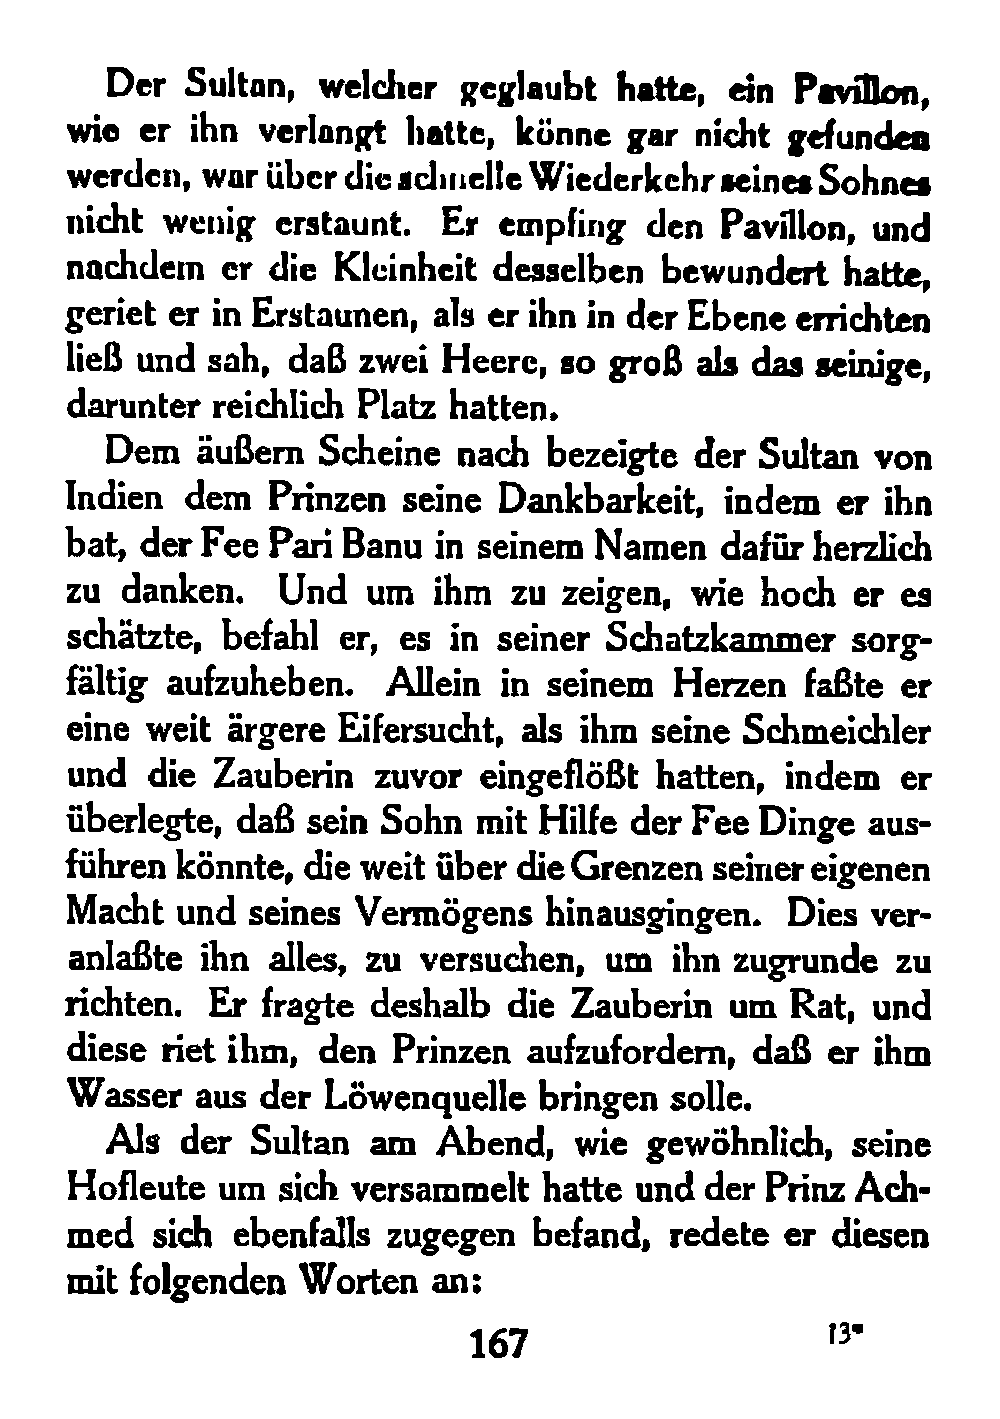 Der Sultan, welcher geglaubt hatte, ein Pavillon,
wie er ihn verlangt hatte, könne gar nicht gefunden
werden, war über die schnelle Wiederkehr seines Sohnes
nicht wenig erstaunt. Er empfing den Pavillon, und
nachdem er die Kleinheit desselben bewundert hatte,
geriet er in Erstaunen, als er ihn in der Ebene errichten
ließ und sah, daß zwei Heere, so groß als das seinige,
darunter reichlich Platz hatten.
Dem äußern Scheine nach bezeigte der Sultan von
Indien dem Prinzen seine Dankbarkeit, indem er ihn
bat, der Fee Pari Banu in seinem Namen dafür herzlich
zu danken. Und um ihm zu zeigen, wie hoch er es
schätzte, befahl er, es in seiner Schatzkammer sorg-
fältig aufzuheben. Allein in seinem Herzen faßte er
eine weit ärgere Eifersucht, als ihm seine Schmeichler
und die Zauberin zuvor eingeflößt hatten, indem er
überlegte, daß sein Sohn mit Hilfe der Fee Dinge aus-
führen könnte, die weit über die Grenzen seiner eigenen
Macht und seines Vermögens hinausgingen. Dies ver-
anlaßte ihn alles, zu versuchen, um ihn zugrunde zu
richten. Er fragte deshalb die Zauberin um Rat, und
diese riet ihm, den Prinzen aufzufordern, daß er ihm
Wasser aus der Löwenquelle bringen solle.
Als der Sultan am Abend, wie gewöhnlich, seine
Hofleute um sich versammelt hatte und der Prinz Ach-
med sich ebenfalls zugegen befand, redete er diesen
mit folgenden Worten an:
167
13*